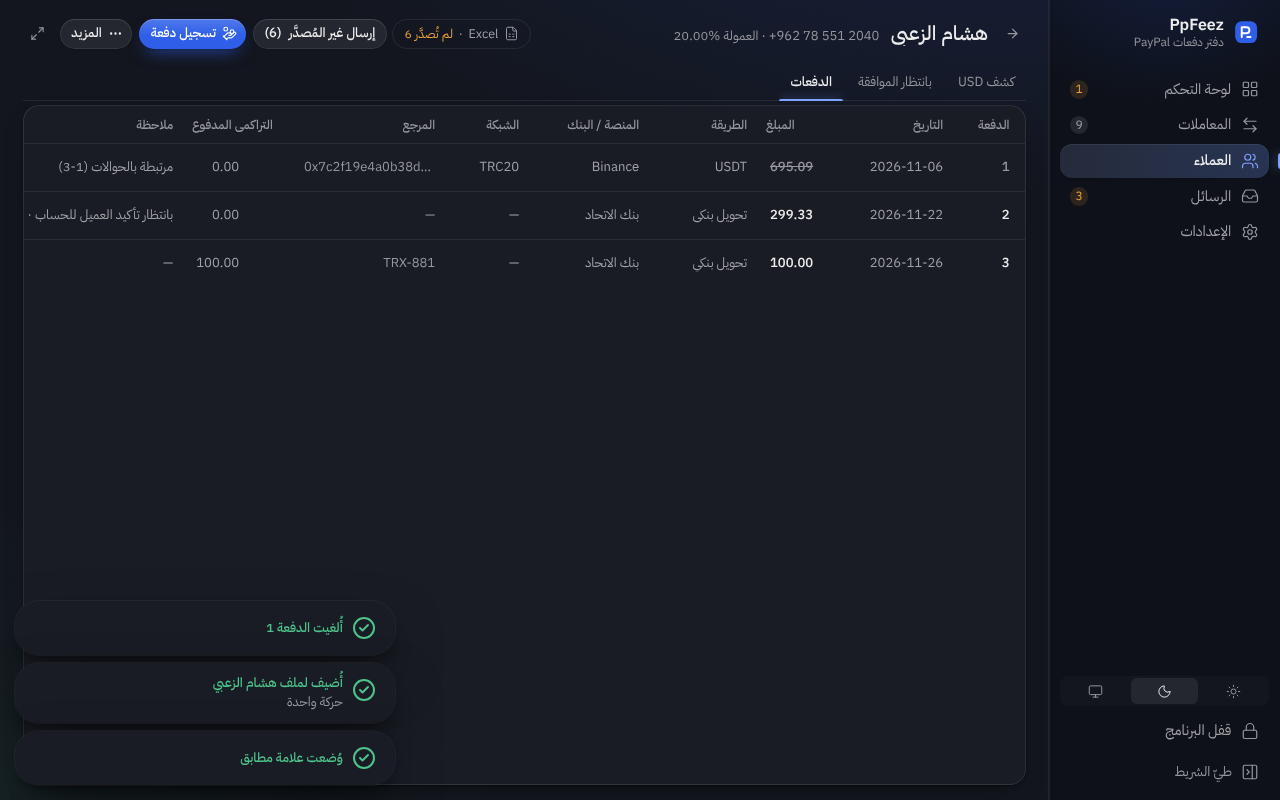 PpFeez
دفتر دفعات PayPal
لوحة التحكم 1
المعاملات 9
العملاء
الرسائل 3
الإعدادات
قفل البرنامج
طيّ الشريط
هشام الزعبي
+962 78 551 2040 · العمولة 20.00%
Excel · لم تُصدَّر 6
إرسال غير المُصدَّر (6)
تسجيل دفعة
المزيد
كشف USD
بانتظار الموافقة
الدفعات
الدفعة التاريخ المبلغ الطريقة المنصة / البنك الشبكة المرجع التراكمي المدفوع ملاحظة
1 2026-11-06 695.09 USDT Binance TRC20 0x7c2f19e4a0b38d… 0.00 مرتبطة بالحوالات (1-3)
2 2026-11-22 299.33 تحويل بنكي بنك الاتحاد — — 0.00 بانتظار تأكيد العميل للحساب ·
3 2026-11-26 100.00 تحويل بنكي بنك الاتحاد — TRX-881 100.00 —
أُلغيت الدفعة 1
أُضيف لملف هشام الزعبي
حركة واحدة
وُضعت علامة مطابق